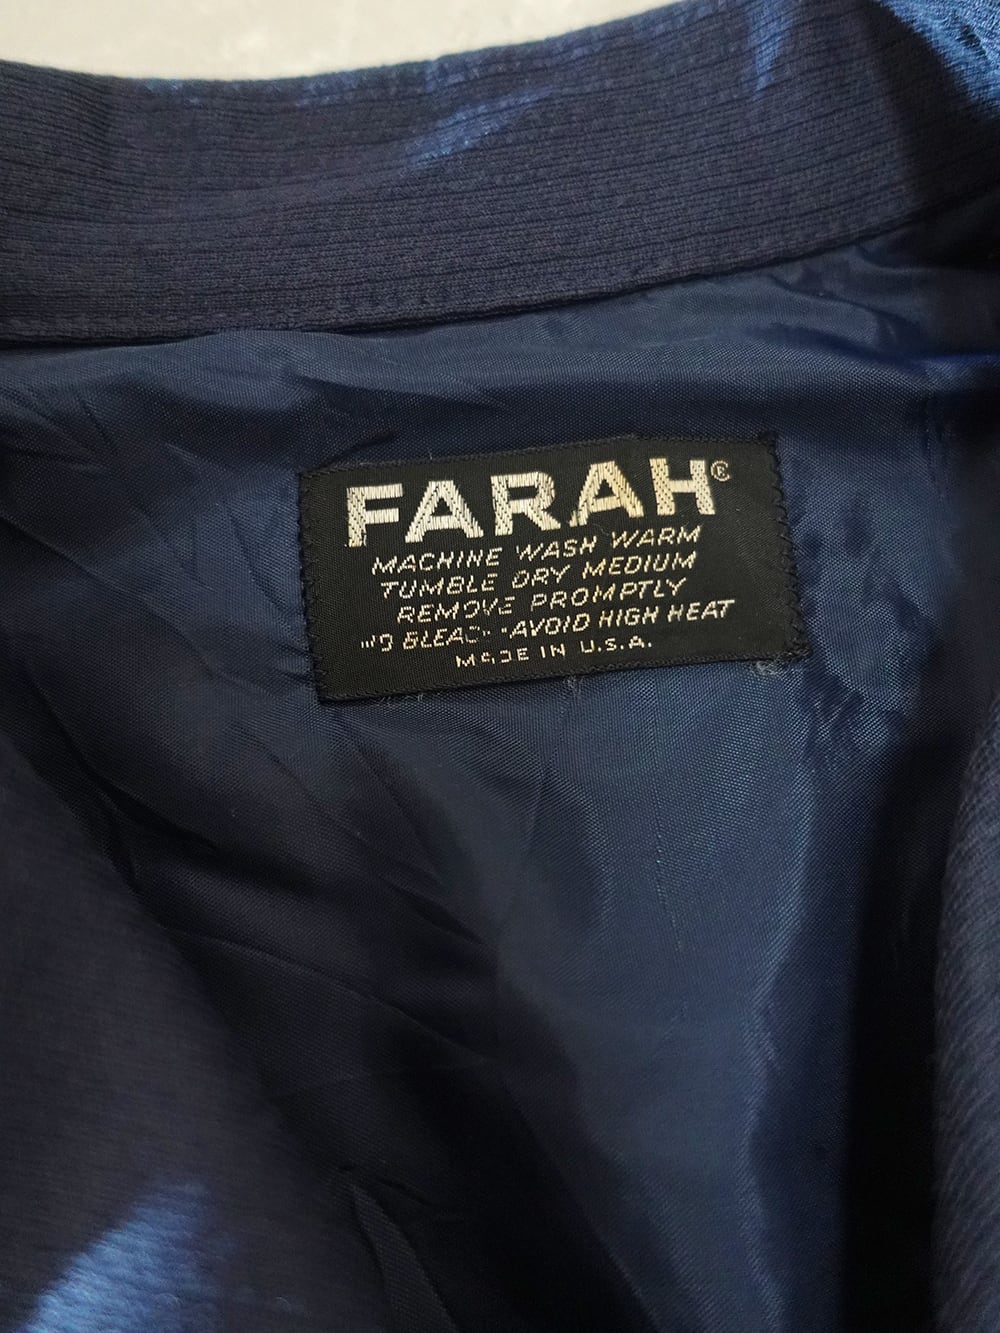 FARAH®
MACHINE WASH WARM
TUMBLE DRY MEDIUM
REMOVE PROMPTLY
AVOID HIGH HEAT
MADE IN U.S.A.